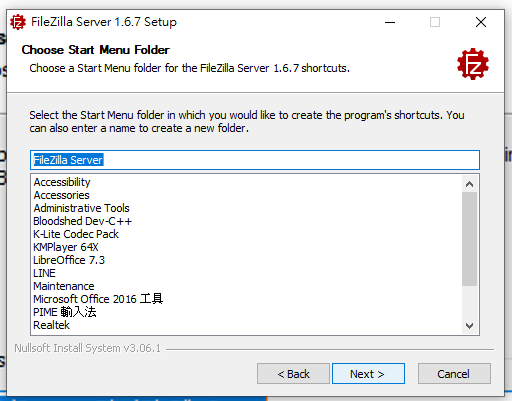 FileZilla Server 1.6.7 Setup
Choose Start Menu Folder
Choose a Start Menu folder for the FileZilla Server 1.6.7 shortcuts.
Select the Start Menu folder in which you would like to create the program's shortcuts. You
can also enter a name to create a new folder.
FileZilla Server
Accessibility
Accessories
Administrative Tools
Bloodshed Dev-C++
K-Lite Codec Pack
KMPlayer 64X
LibreOffice 7.3
LINE
Maintenance
Microsoft Office 2016 工具
PIME 輸入法
Realtek
Nullsoft Install System v3.06.1
< Back
Next >
Cancel